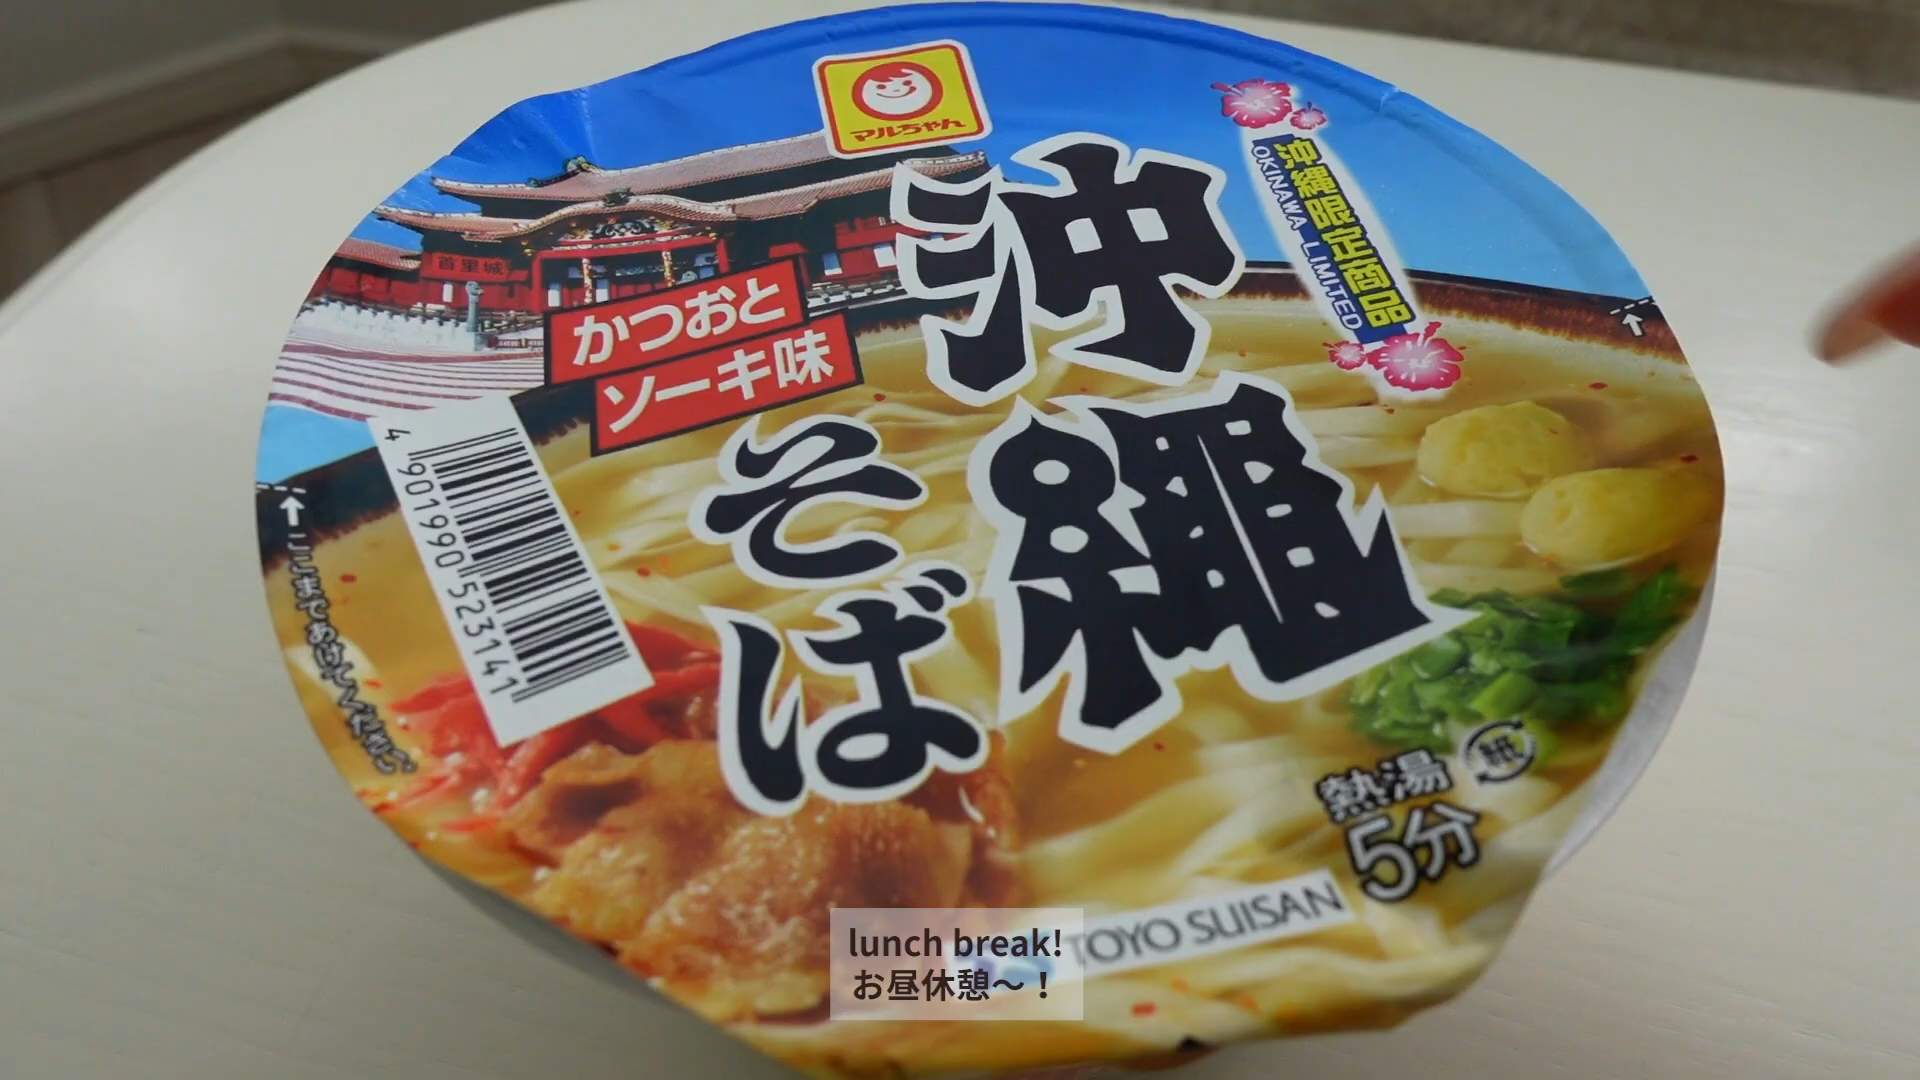 マルちゃん
沖縄限定商品
OKINAWA LIMITED
首里城
かつおと
ソーキ味
沖縄
そば
4 901990 523141
ここまであけてください。
熱湯
5分
紙
TOYO SUISAN
lunch break!
お昼休憩～！